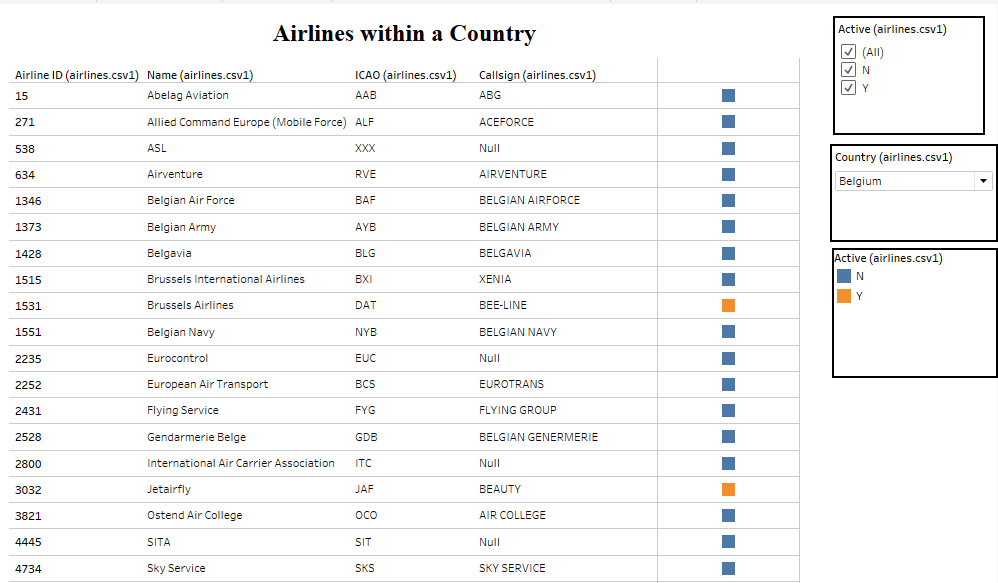 Airlines within a Country
Airline ID (airlines.csv1) Name (airlines.csv1) ICAO (airlines.csv1) Callsign (airlines.csv1)
15 Abelag Aviation AAB ABG
271 Allied Command Europe (Mobile Force) ALF ACEFORCE
538 ASL XXX Null
634 Airventure RVE AIRVENTURE
1346 Belgian Air Force BAF BELGIAN AIRFORCE
1373 Belgian Army AYB BELGIAN ARMY
1428 Belgavia BLG BELGAVIA
1515 Brussels International Airlines BXI XENIA
1531 Brussels Airlines DAT BEE-LINE
1551 Belgian Navy NYB BELGIAN NAVY
2235 Eurocontrol EUC Null
2252 European Air Transport BCS EUROTRANS
2431 Flying Service FYG FLYING GROUP
2528 Gendarmerie Belge GDB BELGIAN GENERMERIE
2800 International Air Carrier Association ITC Null
3032 Jetairfly JAF BEAUTY
3821 Ostend Air College OCO AIR COLLEGE
4445 SITA SIT Null
4734 Sky Service SKS SKY SERVICE
Active (airlines.csv1)
(All)
N
Y
Country (airlines.csv1)
Belgium
Active (airlines.csv1)
N
Y